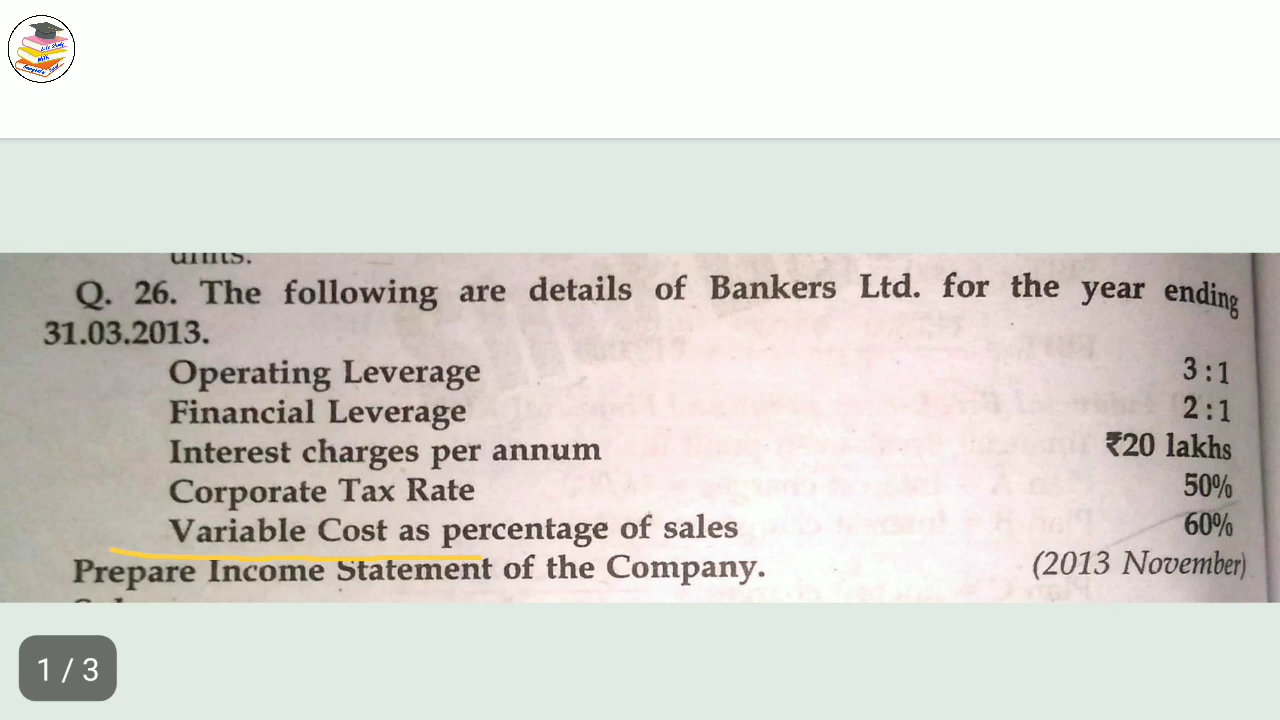 units.
Q. 26. The following are details of Bankers Ltd. for the year ending
31.03.2013.
Operating Leverage 3 : 1
Financial Leverage 2 : 1
Interest charges per annum ₹20 lakhs
Corporate Tax Rate 50%
Variable Cost as percentage of sales 60%
Prepare Income Statement of the Company. (2013 November)
1 / 3